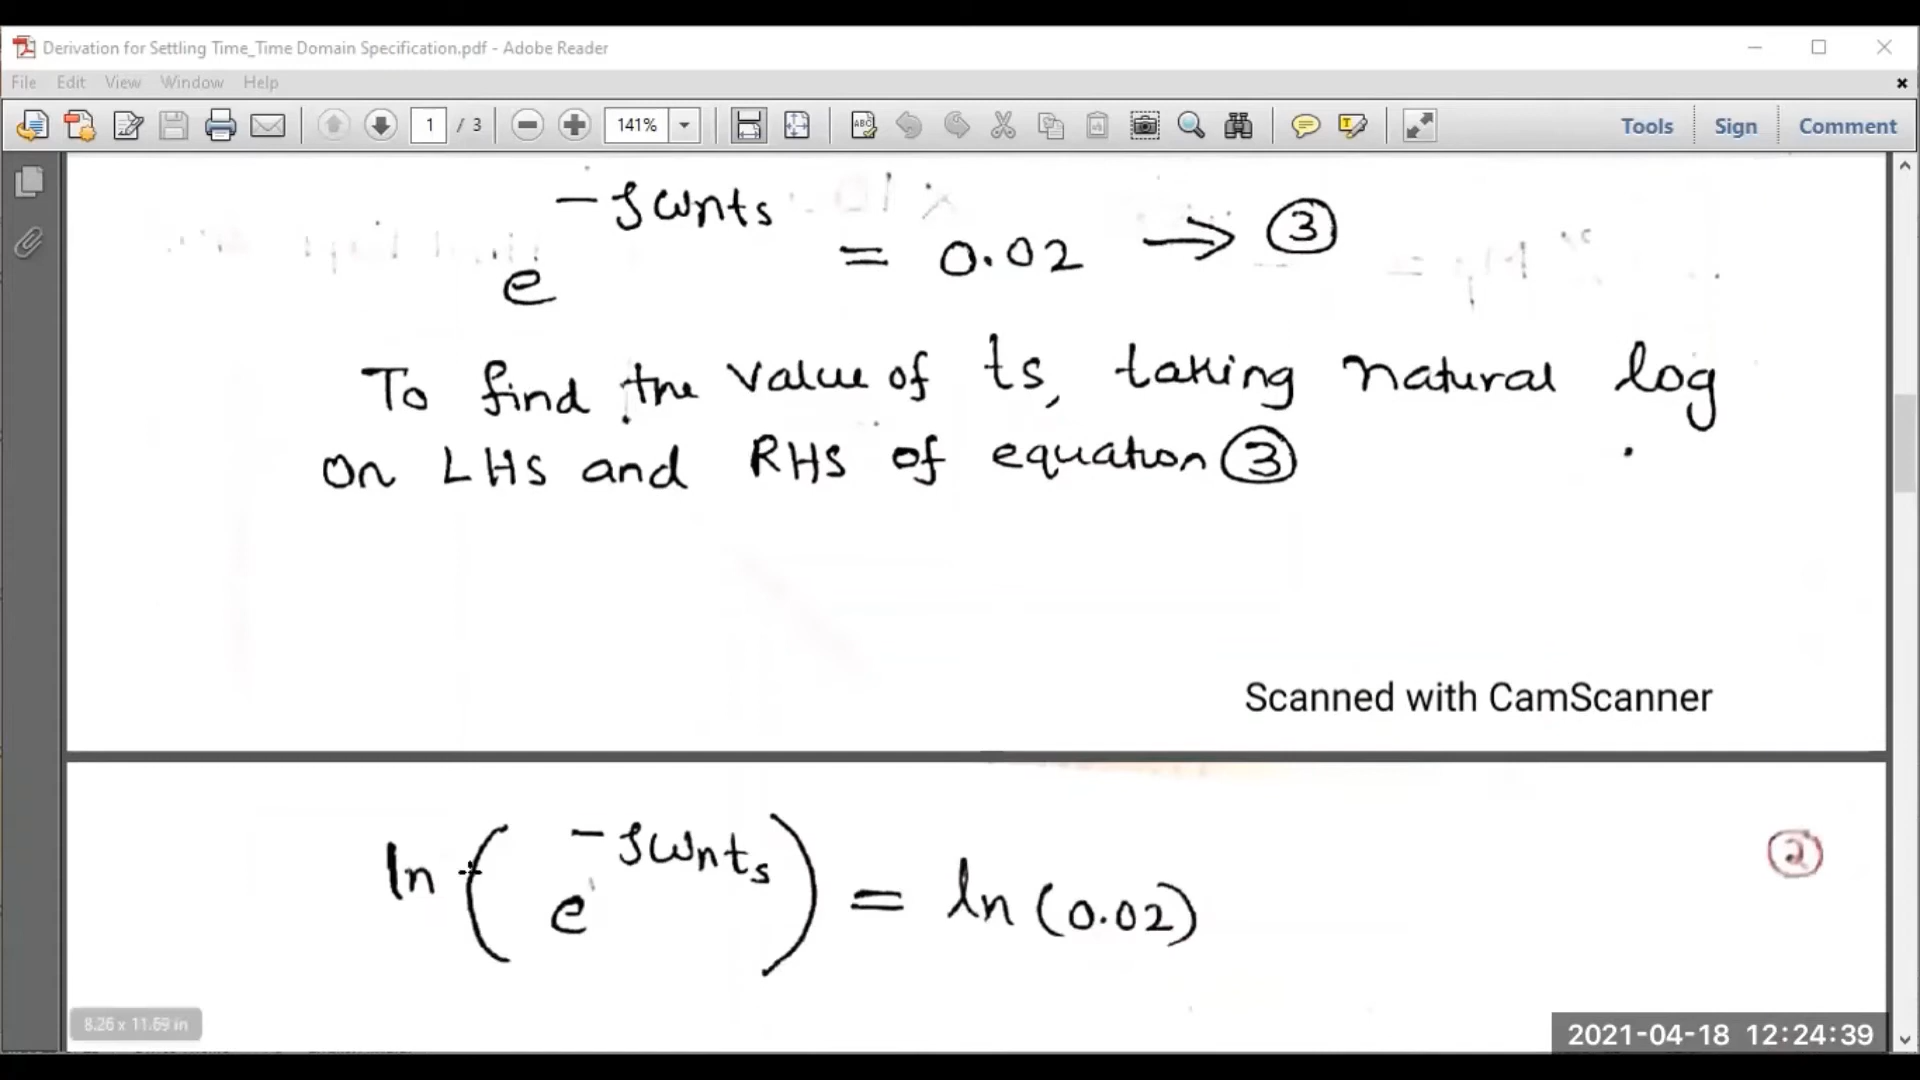 Derivation for Settling Time_Time Domain Specification.pdf - Adobe Reader
File Edit View Window Help
1 / 3 141% Tools Sign Comment
e^{-ζωnts} = 0.02 → ③
To find the value of ts, taking natural log
on LHS and RHS of equation ③
Scanned with CamScanner
②
ln(e^{-ζωnts}) = ln(0.02)
8.26 x 11.69 in
2021-04-18 12:24:39